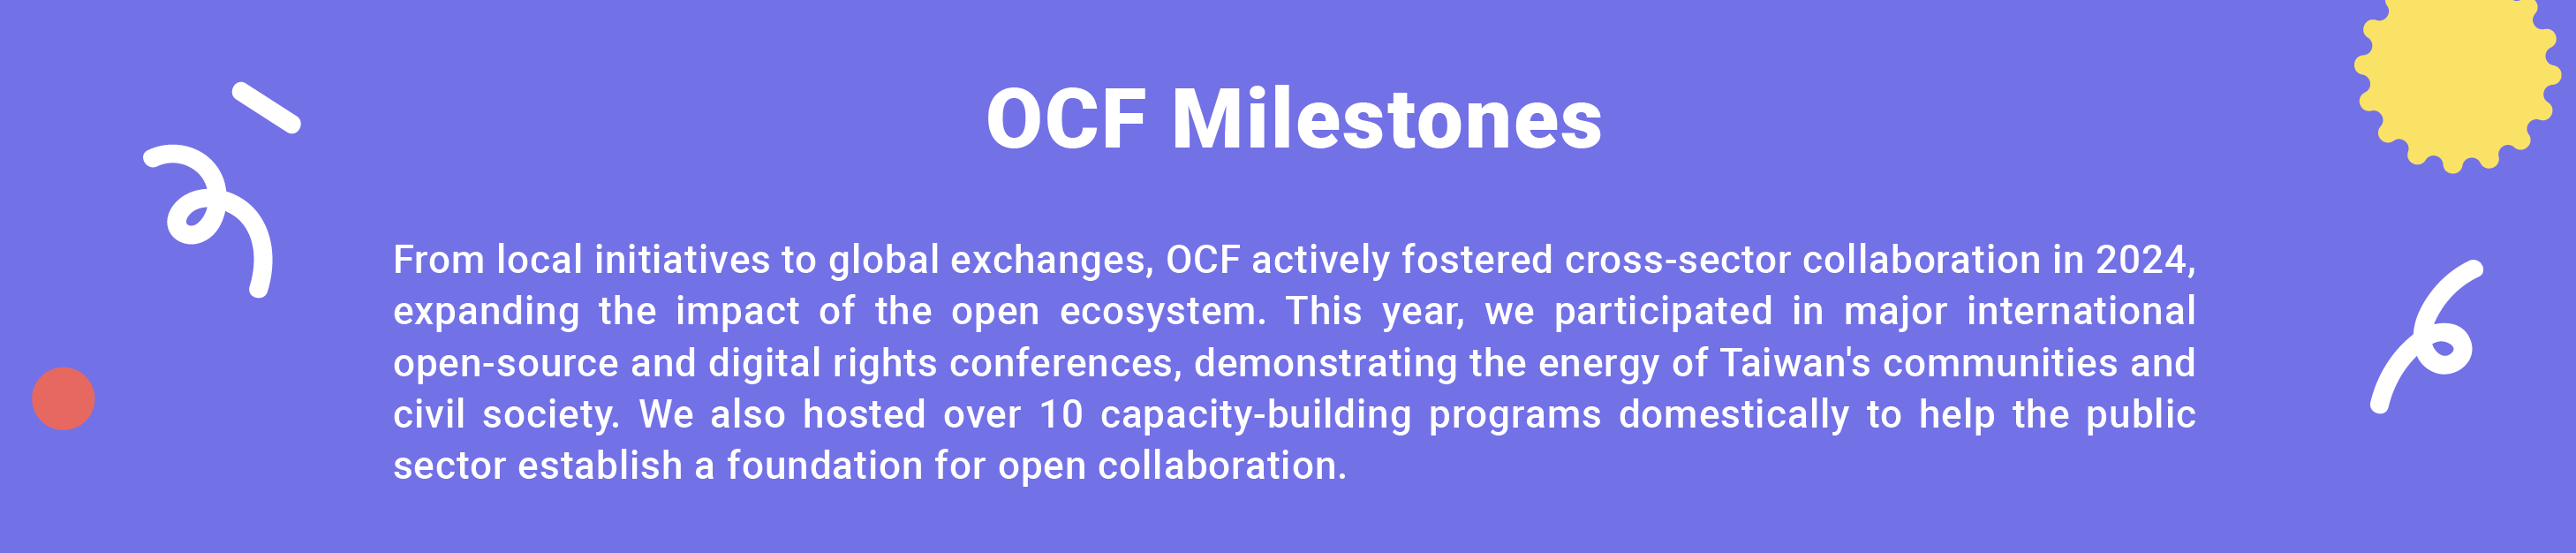 OCF Milestones
From local initiatives to global exchanges, OCF actively fostered cross-sector collaboration in 2024,
expanding the impact of the open ecosystem. This year, we participated in major international
open-source and digital rights conferences, demonstrating the energy of Taiwan's communities and
civil society. We also hosted over 10 capacity-building programs domestically to help the public
sector establish a foundation for open collaboration.